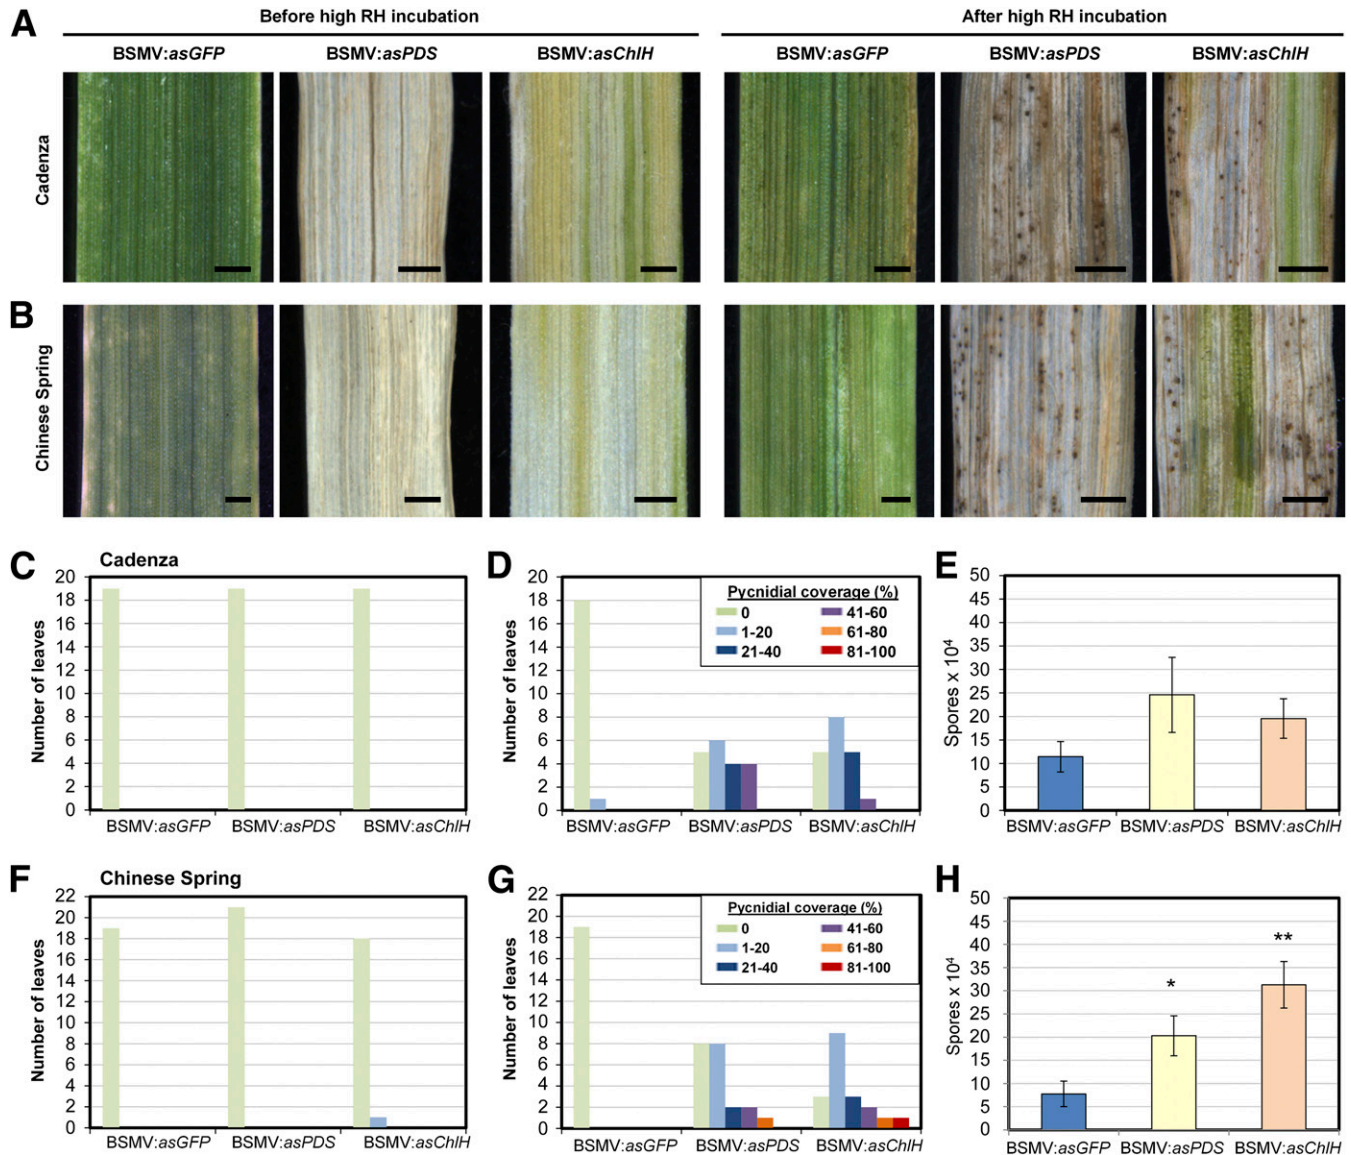 A
Before high RH incubation
After high RH incubation
BSMV:asGFP
BSMV:asPDS
BSMV:asChlH
BSMV:asGFP
BSMV:asPDS
BSMV:asChlH
Cadenza
B
Chinese Spring
C
Cadenza
Number of leaves
20
18
16
14
12
10
8
6
4
2
0
BSMV:asGFP
BSMV:asPDS
BSMV:asChlH
D
Number of leaves
20
18
16
14
12
10
8
6
4
2
0
Pycnidial coverage (%)
0
41-60
1-20
61-80
21-40
81-100
BSMV:asGFP
BSMV:asPDS
BSMV:asChlH
E
Spores x 10⁴
50
45
40
35
30
25
20
15
10
5
0
BSMV:asGFP
BSMV:asPDS
BSMV:asChlH
F
Chinese Spring
Number of leaves
22
20
18
16
14
12
10
8
6
4
2
0
BSMV:asGFP
BSMV:asPDS
BSMV:asChlH
G
Number of leaves
22
20
18
16
14
12
10
8
6
4
2
0
Pycnidial coverage (%)
0
41-60
1-20
61-80
21-40
81-100
BSMV:asGFP
BSMV:asPDS
BSMV:asChlH
H
Spores x 10⁴
50
45
40
35
30
25
20
15
10
5
0
*
**
BSMV:asGFP
BSMV:asPDS
BSMV:asChlH